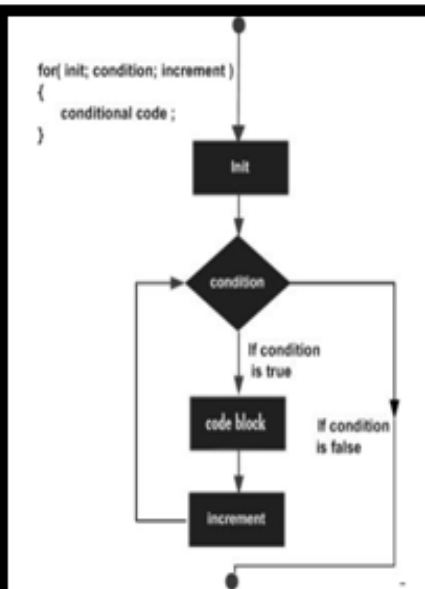 for( init; condition; increment )
{
conditional code ;
}
Init
condition
If condition
is true
code block
If condition
is false
increment